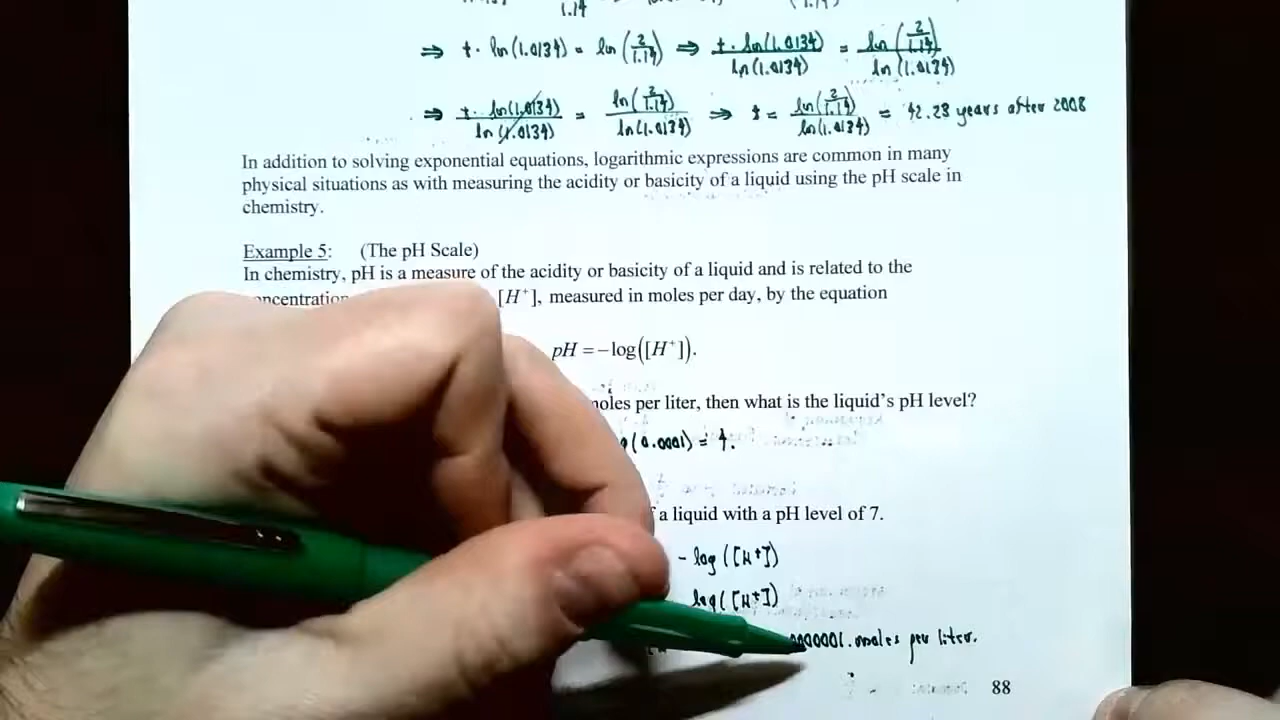 1.14
⇒ t · ln(1.0134) = ln(2/1.14) ⇒ t · ln(1.0134) / ln(1.0134) = ln(2/1.14) / ln(1.0134)
⇒ t · ln(1.0134) / ln(1.0134) = ln(2/1.14) / ln(1.0134) ⇒ t = ln(2/1.14) / ln(1.0134) = 42.23 years after 2008
In addition to solving exponential equations, logarithmic expressions are common in many
physical situations as with measuring the acidity or basicity of a liquid using the pH scale in
chemistry.
Example 5: (The pH Scale)
In chemistry, pH is a measure of the acidity or basicity of a liquid and is related to the
[H⁺], measured in moles per day, by the equation
pH = −log([H⁺]).
moles per liter, then what is the liquid's pH level?
(0.0001) = 4.
a liquid with a pH level of 7.
- log([H⁺])
log([H⁺])
moles per liter.
88